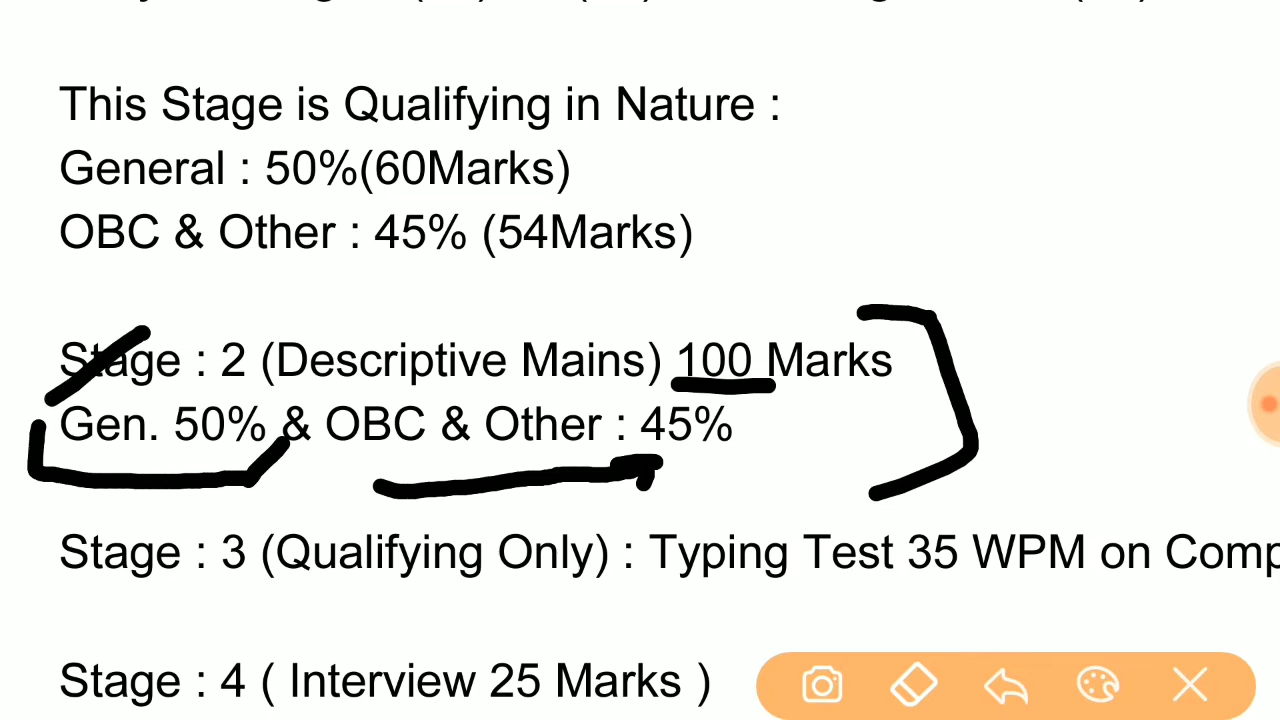 This Stage is Qualifying in Nature :
General : 50%(60Marks)
OBC & Other : 45% (54Marks)
Stage : 2 (Descriptive Mains) 100 Marks
Gen. 50% & OBC & Other : 45%
Stage : 3 (Qualifying Only) : Typing Test 35 WPM on Comp
Stage : 4 ( Interview 25 Marks )